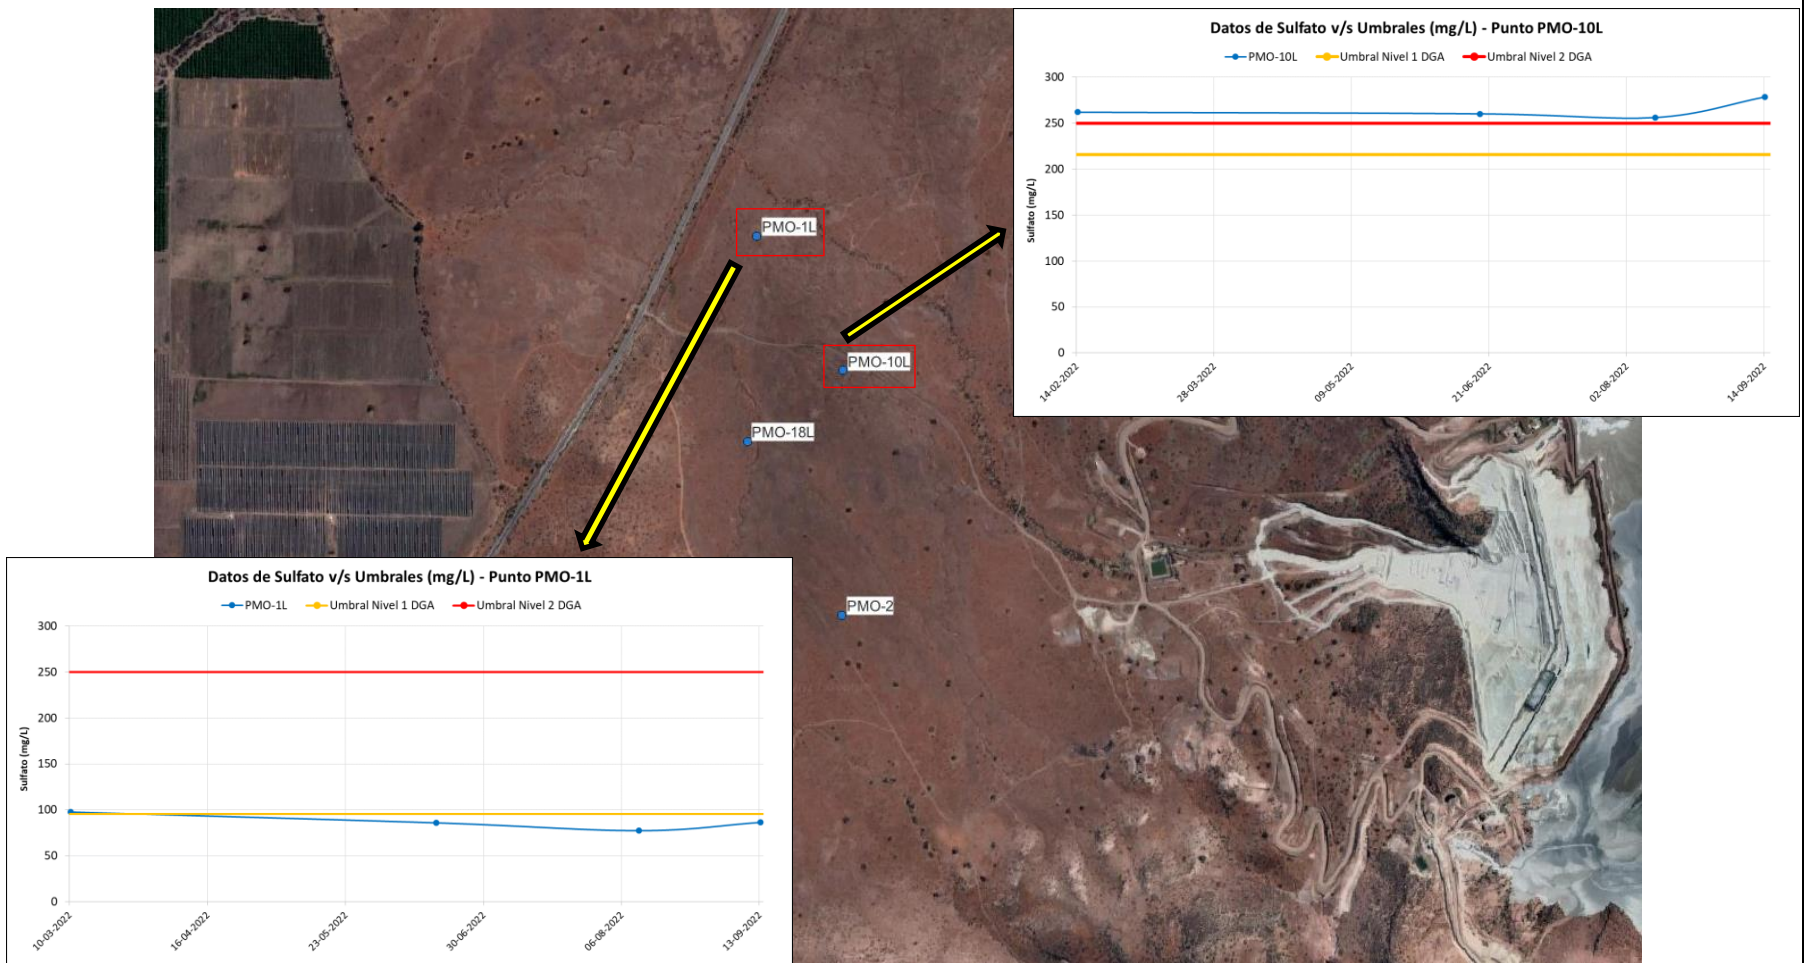 Datos de Sulfato v/s Umbrales (mg/L) - Punto PMO-10L
PMO-10L Umbral Nivel 1 DGA Umbral Nivel 2 DGA
300
250
200
150
100
50
0
Sulfato (mg/L)
14-02-2022 28-03-2022 09-05-2022 21-06-2022 02-08-2022 14-09-2022
PMO-1L
PMO-10L
PMO-18L
PMO-2
Datos de Sulfato v/s Umbrales (mg/L) - Punto PMO-1L
PMO-1L Umbral Nivel 1 DGA Umbral Nivel 2 DGA
300
250
200
150
100
50
0
Sulfato (mg/L)
10-03-2022 16-04-2022 23-05-2022 30-06-2022 06-08-2022 13-09-2022